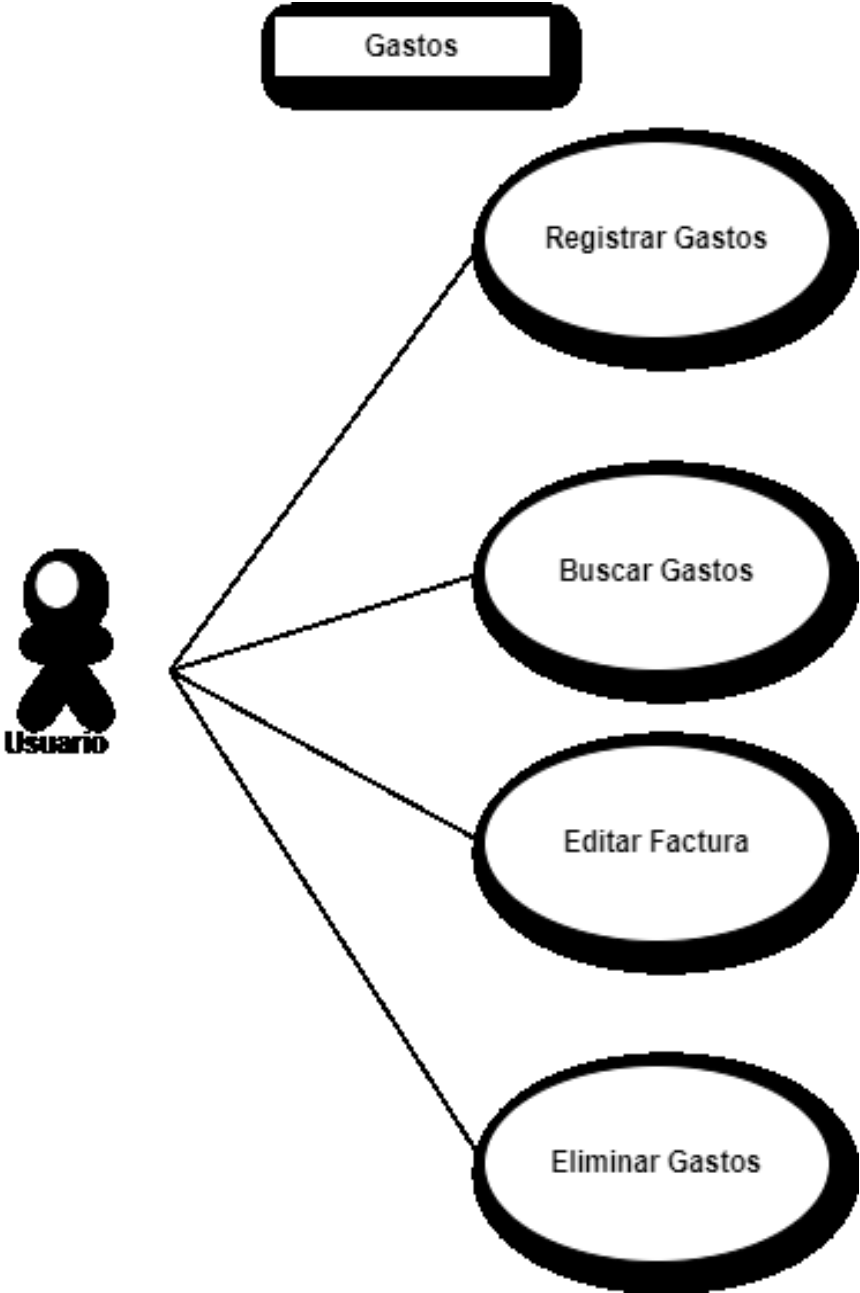 Gastos
Registrar Gastos
Buscar Gastos
Usuario
Editar Factura
Eliminar Gastos